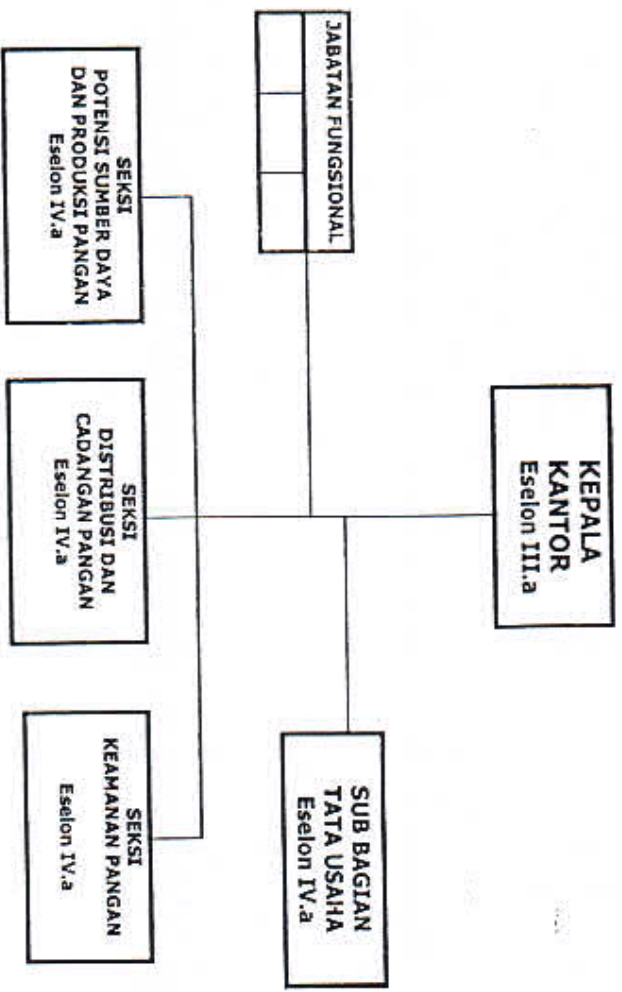 KEPALA
KANTOR
Eselon III.a
SUB BAGIAN
TATA USAHA
Eselon IV.a
JABATAN FUNGSIONAL
SEKSI
POTENSI SUMBER DAYA
DAN PRODUKSI PANGAN
Eselon IV.a
SEKSI
DISTRIBUSI DAN
CADANGAN PANGAN
Eselon IV.a
SEKSI
KEAMANAN PANGAN
Eselon IV.a